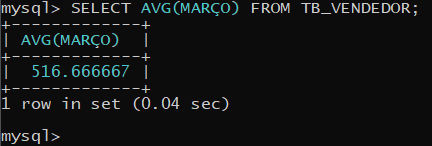 mysql> SELECT AVG(MARÇO) FROM TB_VENDEDOR;
+-------------+
| AVG(MARÇO)  |
+-------------+
|  516.666667 |
+-------------+
1 row in set (0.04 sec)
mysql>